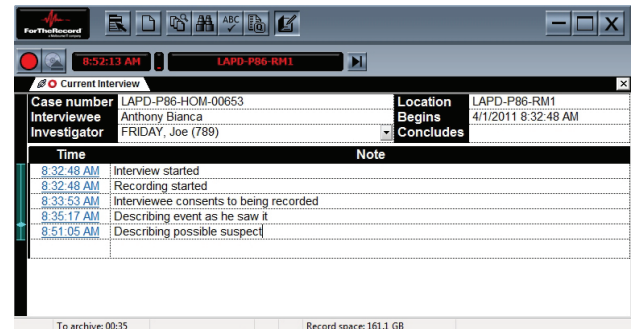 ForTheRecord
ABC
8:52:13 AM LAPD-P86-RM1
Current Interview
Case number LAPD-P86-HOM-00653 Location LAPD-P86-RM1
Interviewee Anthony Bianca Begins 4/1/2011 8:32:48 AM
Investigator FRIDAY, Joe (789) Concludes
Time Note
8:32:48 AM Interview started
8:32:48 AM Recording started
8:33:53 AM Interviewee consents to being recorded
8:35:17 AM Describing event as he saw it
8:51:05 AM Describing possible suspect
To archive: 00:35 Record space: 161.1 GB